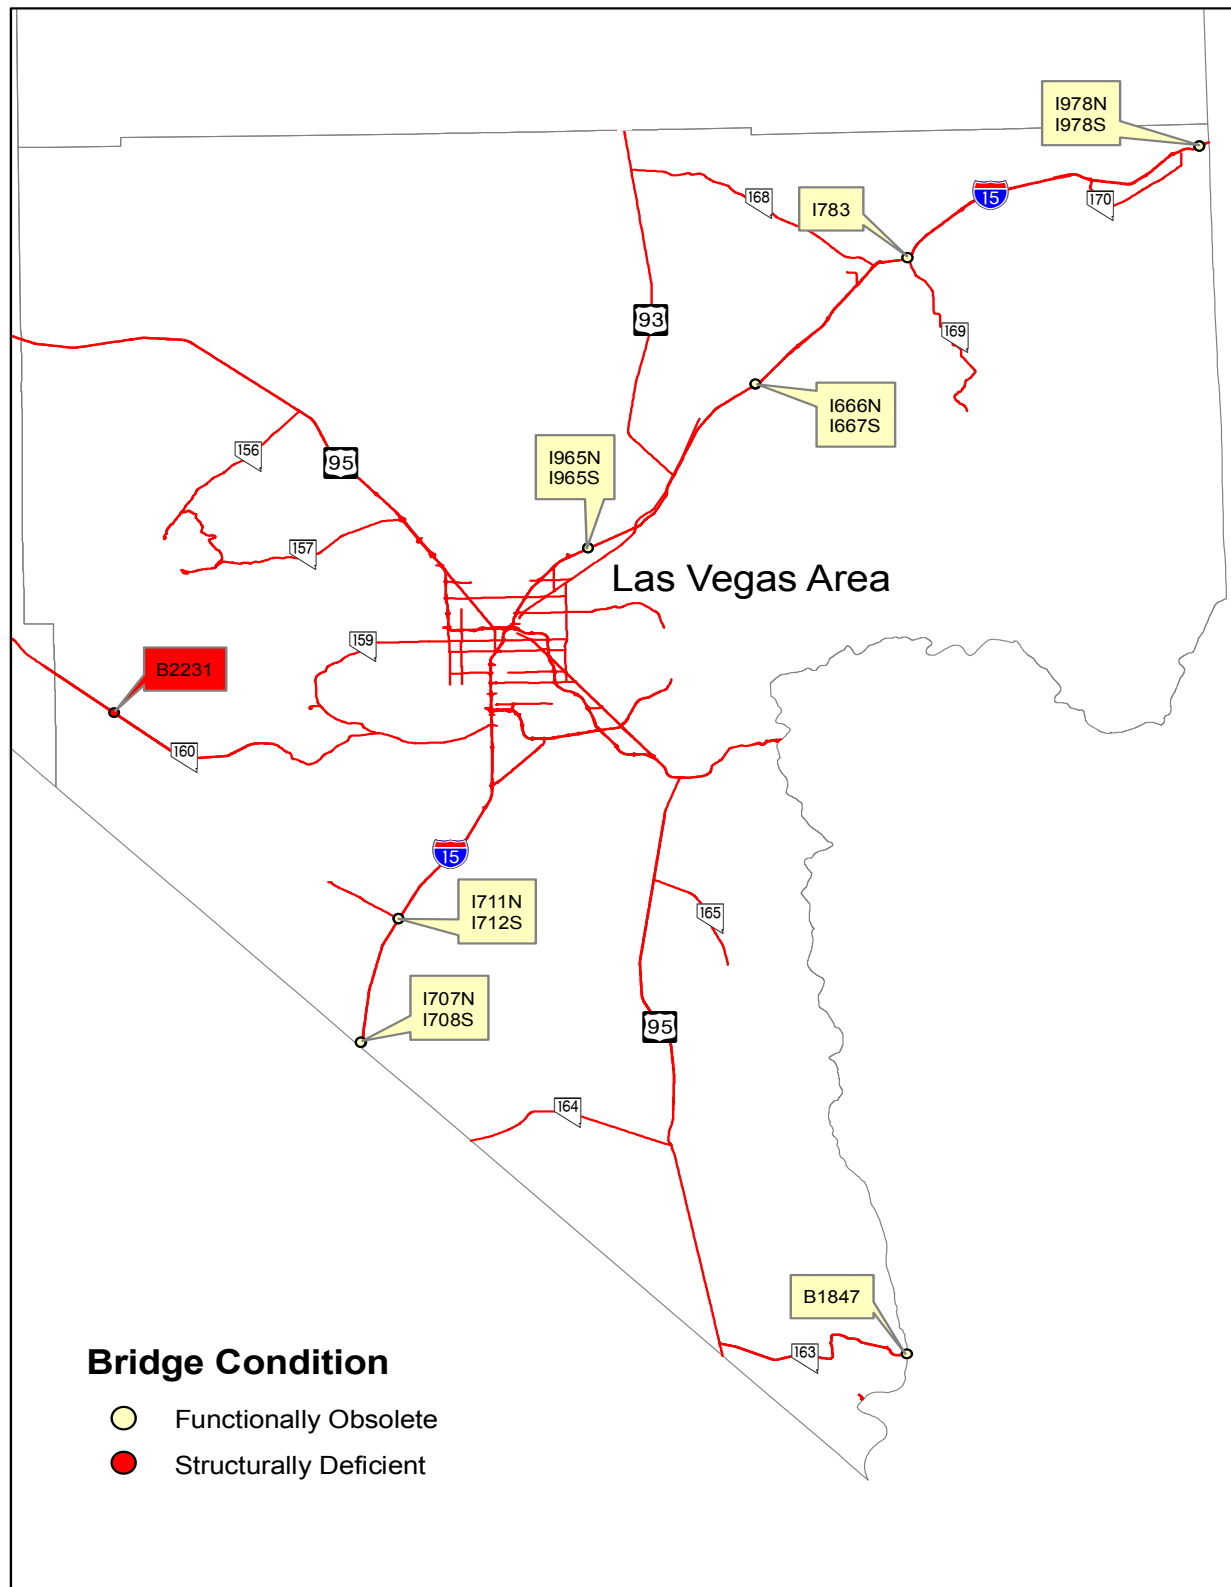 I978N
I978S
168
15
170
I783
93
169
I666N
I667S
156
95
I965N
I965S
157
Las Vegas Area
159
B2231
160
15
I711N
I712S
165
I707N
I708S
95
164
B1847
163
Bridge Condition
Functionally Obsolete
Structurally Deficient